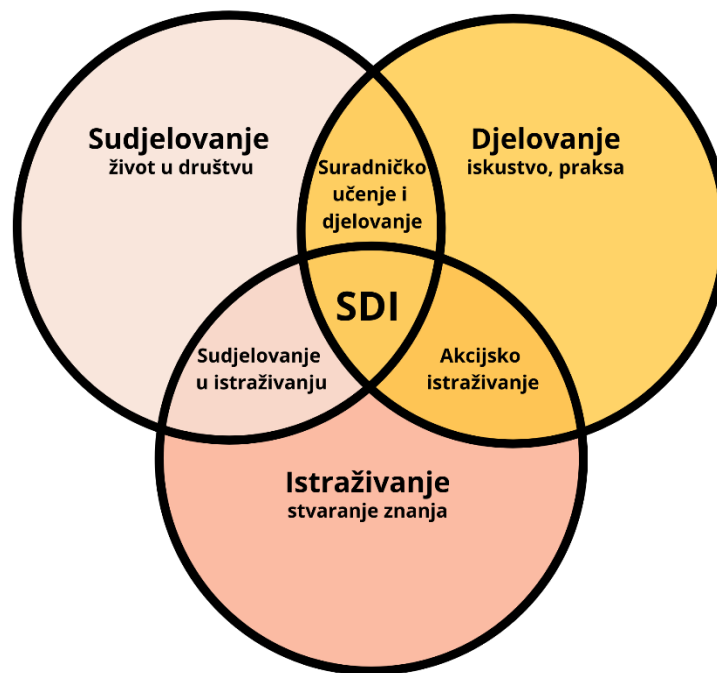 Sudjelovanje
život u društvu
Djelovanje
iskustvo, praksa
Suradničko
učenje i
djelovanje
SDI
Sudjelovanje
u istraživanju
Akcijsko
istraživanje
Istraživanje
stvaranje znanja